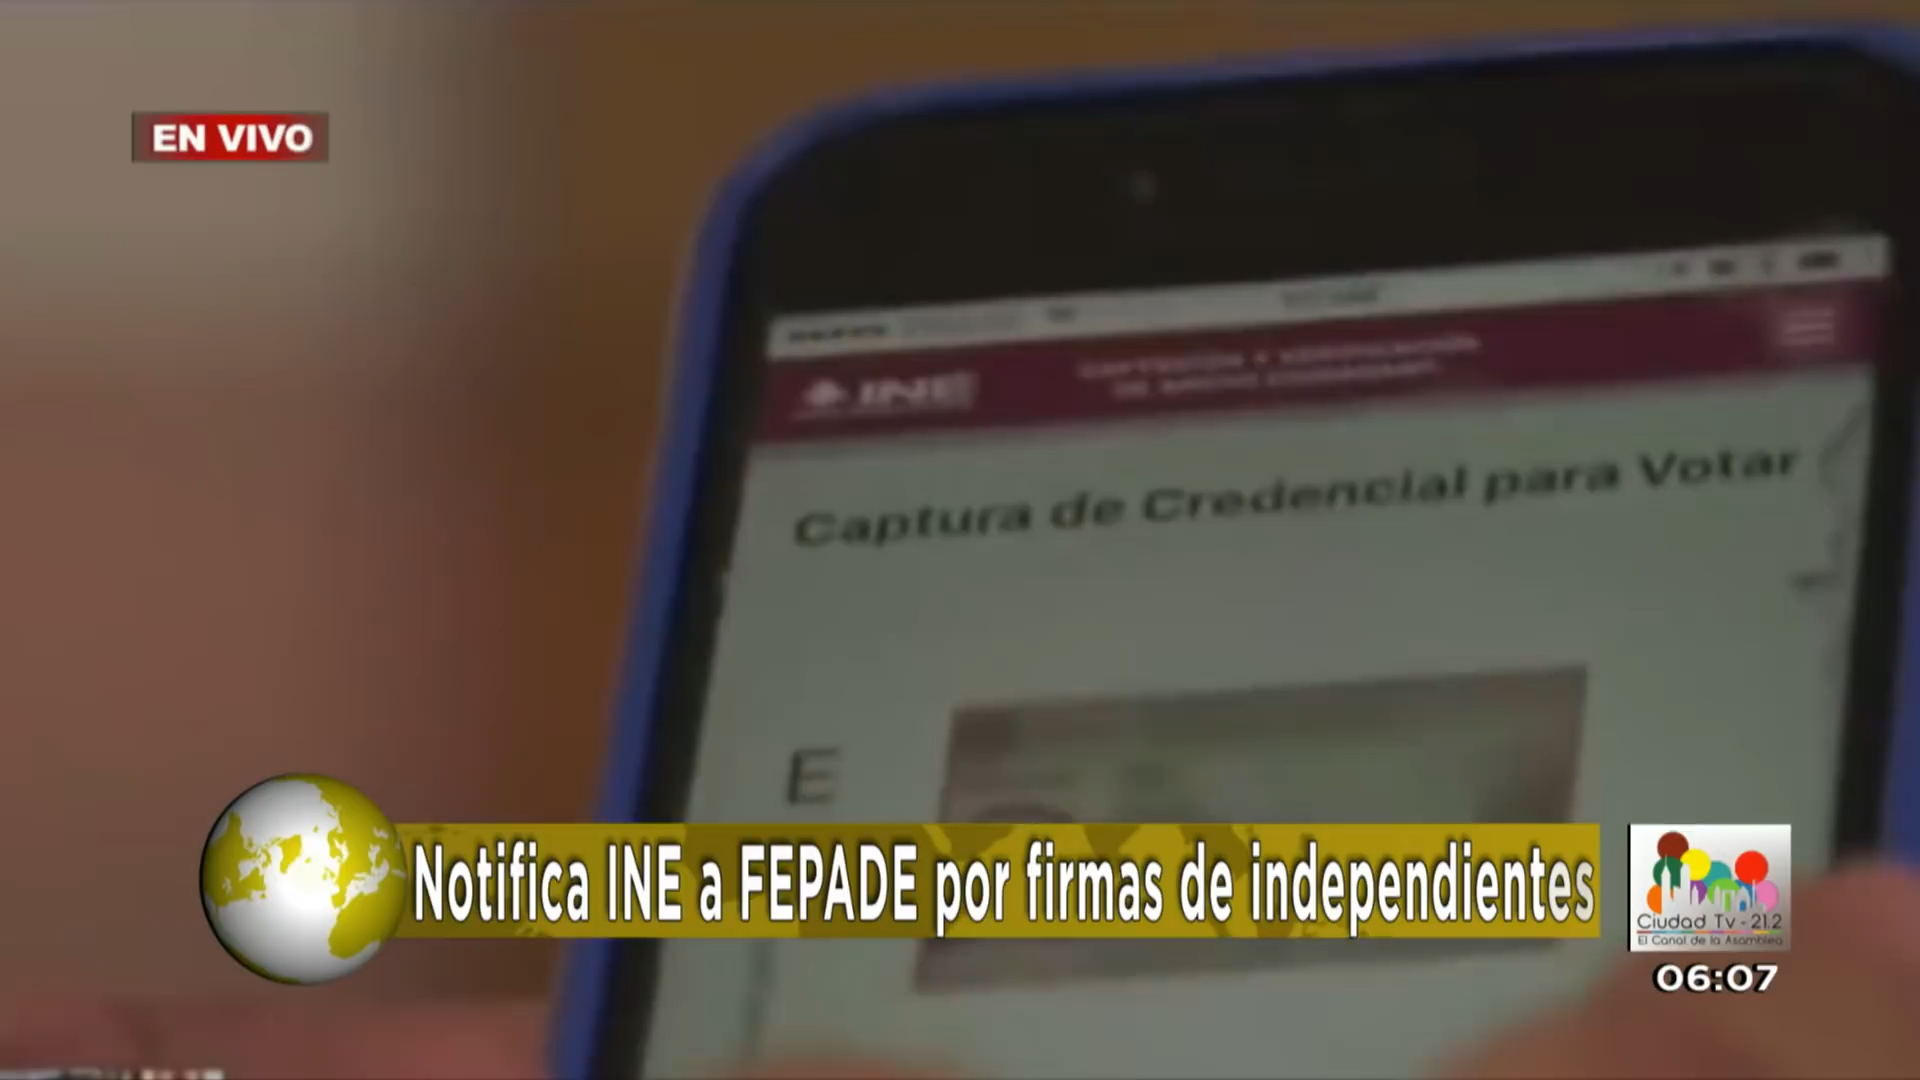 EN VIVO
INE
Captura de Credencial para Votar
E
Notifica INE a FEPADE por firmas de independientes
Ciudad Tv - 21.2
El Canal de la Asamblea
06:07